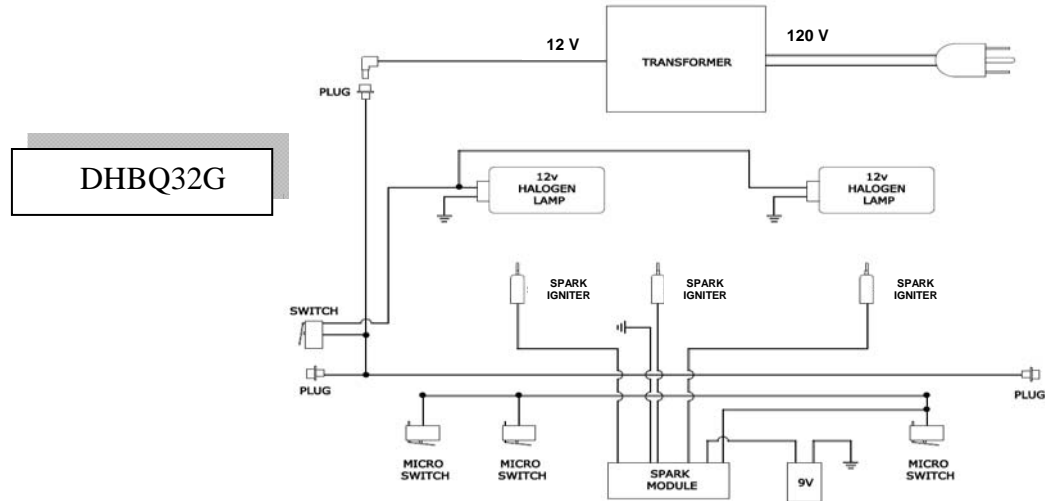 12 V
120 V
TRANSFORMER
PLUG
DHBQ32G
12v
HALOGEN
LAMP
12v
HALOGEN
LAMP
SPARK
IGNITER
SPARK
IGNITER
SPARK
IGNITER
SWITCH
PLUG
PLUG
MICRO
SWITCH
MICRO
SWITCH
SPARK
MODULE
9V
MICRO
SWITCH